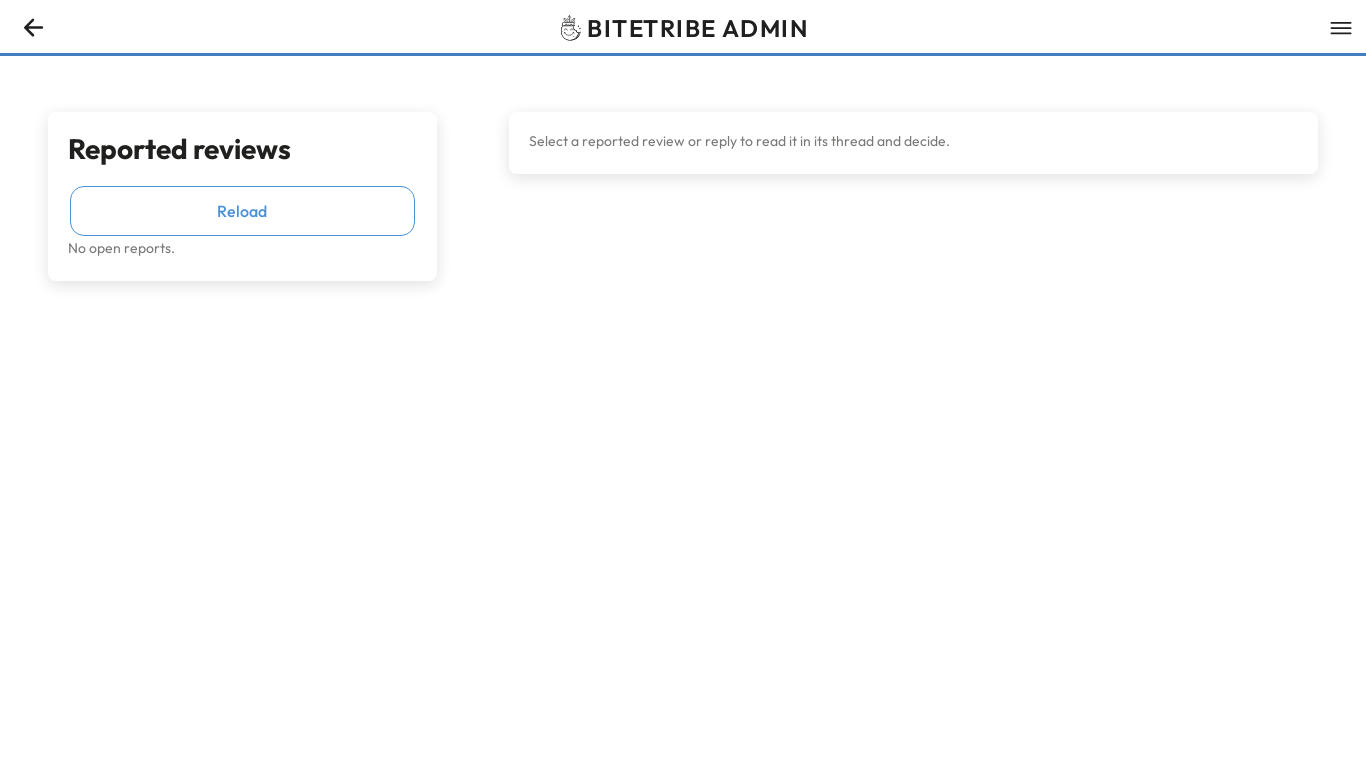 BITETRIBE ADMIN
Reported reviews
Reload
No open reports.
Select a reported review or reply to read it in its thread and decide.